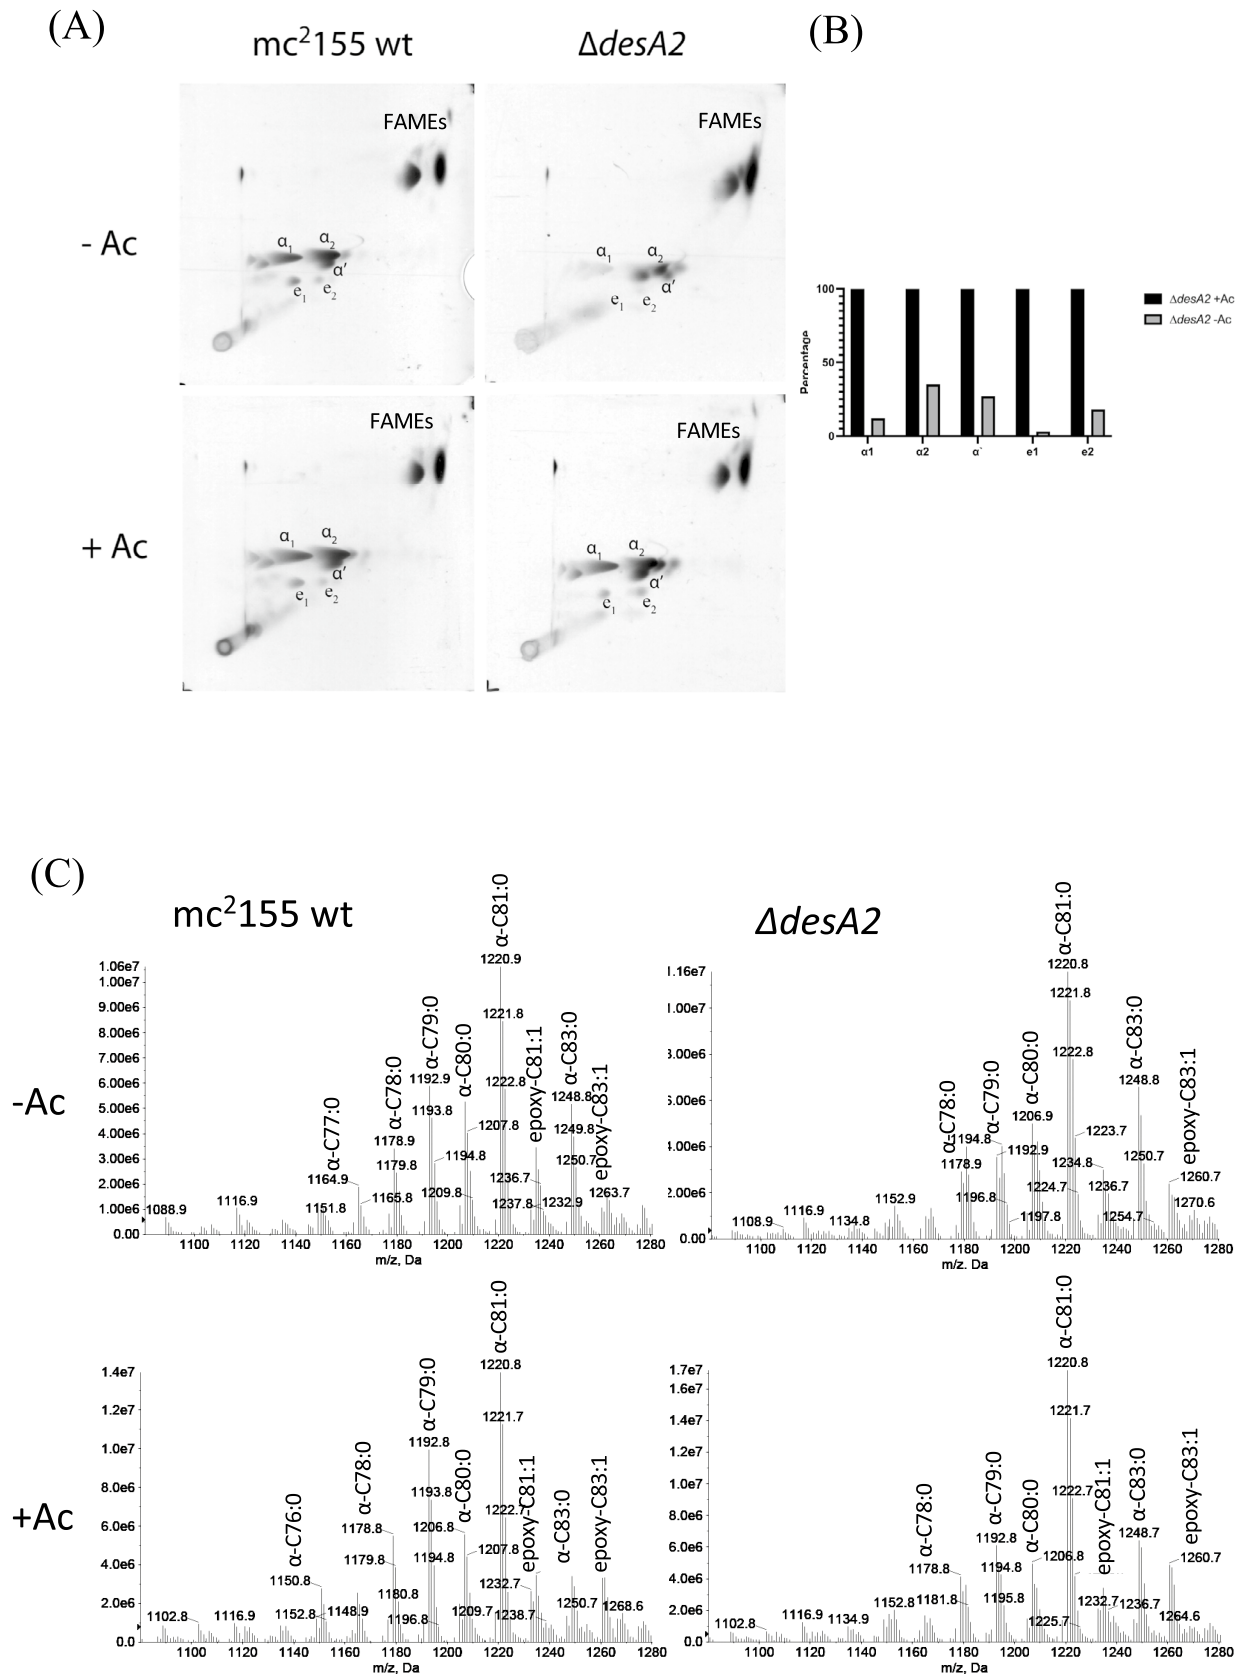 (A)
mc²155 wt
ΔdesA2
FAMEs
FAMEs
- Ac
α1
α2
α′
e1
e2
α1
α2
α′
e1
e2
FAMEs
FAMEs
+ Ac
α1
α2
α′
e1
e2
α1
α2
α′
e1
e2
(B)
100
50
0
Percentage
α1
α2
α`
e1
e2
ΔdesA2 +Ac
ΔdesA2 -Ac
(C)
mc²155 wt
ΔdesA2
-Ac
1.06e7
1.00e7
9.00e6
8.00e6
7.00e6
6.00e6
5.00e6
4.00e6
3.00e6
2.00e6
1.00e6
0.00
α-C77:0
α-C78:0
α-C79:0
α-C80:0
α-C81:0
epoxy-C81:1
α-C83:0
epoxy-C83:1
1220.9
1221.8
1192.9
1222.8
1193.8
1248.8
1207.8
1249.8
1178.9
1194.8
1250.7
1179.8
1164.9
1236.7
1165.8
1209.8
1263.7
1116.9
1151.8
1237.8
1232.9
1088.9
1100
1120
1140
1160
1180
1200
1220
1240
1260
1280
m/z, Da
1.16e7
1.00e7
8.00e6
6.00e6
4.00e6
2.00e6
0.00
α-C78:0
α-C79:0
α-C80:0
α-C81:0
α-C83:0
epoxy-C83:1
1220.8
1221.8
1222.8
1248.8
1206.9
1223.7
1194.8
1192.9
1250.7
1178.9
1234.8
1260.7
1224.7
1236.7
1152.9
1196.8
1270.6
1116.9
1197.8
1254.7
1108.9
1134.8
1100
1120
1140
1160
1180
1200
1220
1240
1260
1280
m/z, Da
+Ac
1.4e7
1.2e7
1.0e7
8.0e6
6.0e6
4.0e6
2.0e6
0.0
α-C76:0
α-C78:0
α-C79:0
α-C80:0
α-C81:0
epoxy-C81:1
α-C83:0
epoxy-C83:1
1220.8
1221.7
1192.8
1193.8
1222.7
1178.8
1206.8
1207.8
1179.8
1194.8
1150.8
1232.7
1180.8
1250.7
1268.6
1102.8
1116.9
1152.8
1148.9
1196.8
1209.7
1238.7
1100
1120
1140
1160
1180
1200
1220
1240
1260
1280
m/z, Da
1.7e7
1.6e7
1.4e7
1.2e7
1.0e7
8.0e6
6.0e6
4.0e6
2.0e6
0.0
α-C78:0
α-C79:0
α-C80:0
α-C81:0
epoxy-C81:1
α-C83:0
epoxy-C83:1
1220.8
1221.7
1222.7
1192.8
1248.7
1206.8
1260.7
1178.8
1194.8
1152.8
1181.8
1195.8
1232.7
1236.7
1102.8
1116.9
1134.9
1225.7
1264.6
1100
1120
1140
1160
1180
1200
1220
1240
1260
1280
m/z, Da